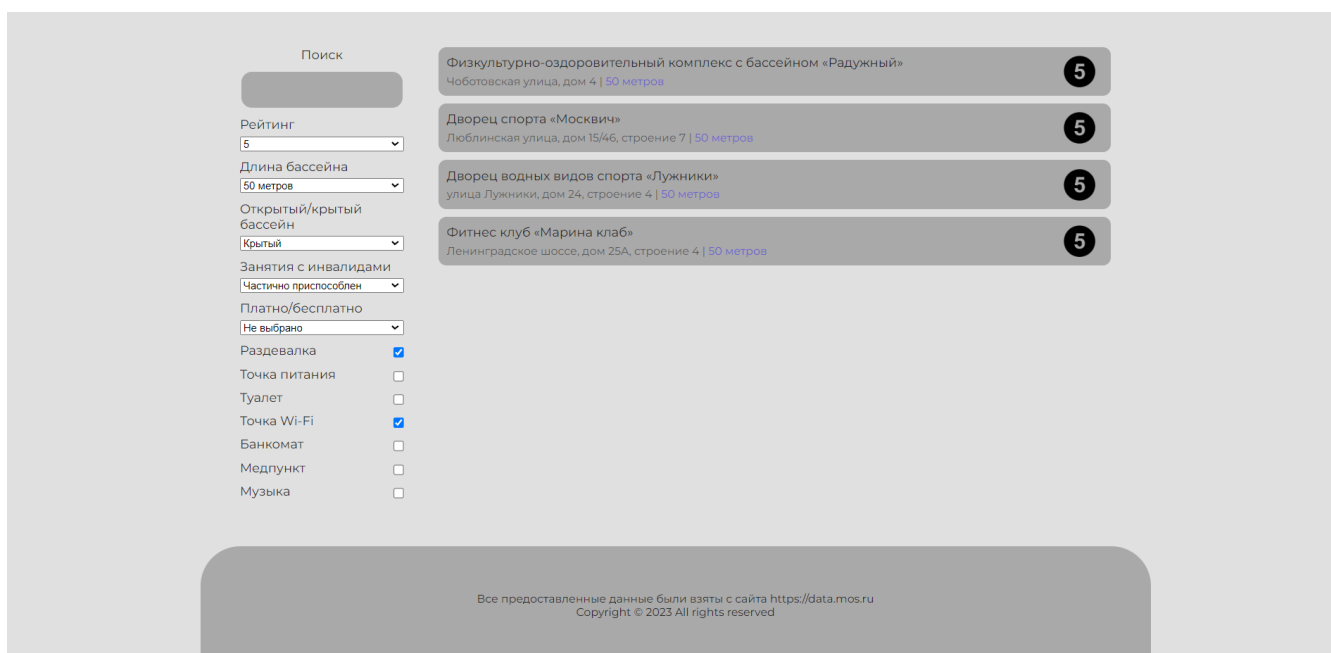 Поиск
Рейтинг
5
Длина бассейна
50 метров
Открытый/крытый
бассейн
Крытый
Занятия с инвалидами
Частично приспособлен
Платно/бесплатно
Не выбрано
Раздевалка
Точка питания
Туалет
Точка Wi-Fi
Банкомат
Медпункт
Музыка
Физкультурно-оздоровительный комплекс с бассейном «Радужный»
Чоботовская улица, дом 4 | 50 метров
5
Дворец спорта «Москвич»
Люблинская улица, дом 15/46, строение 7 | 50 метров
5
Дворец водных видов спорта «Лужники»
улица Лужники, дом 24, строение 4 | 50 метров
5
Фитнес клуб «Марина клаб»
Ленинградское шоссе, дом 25А, строение 4 | 50 метров
5
Все предоставленные данные были взяты с сайта https://data.mos.ru
Copyright © 2023 All rights reserved